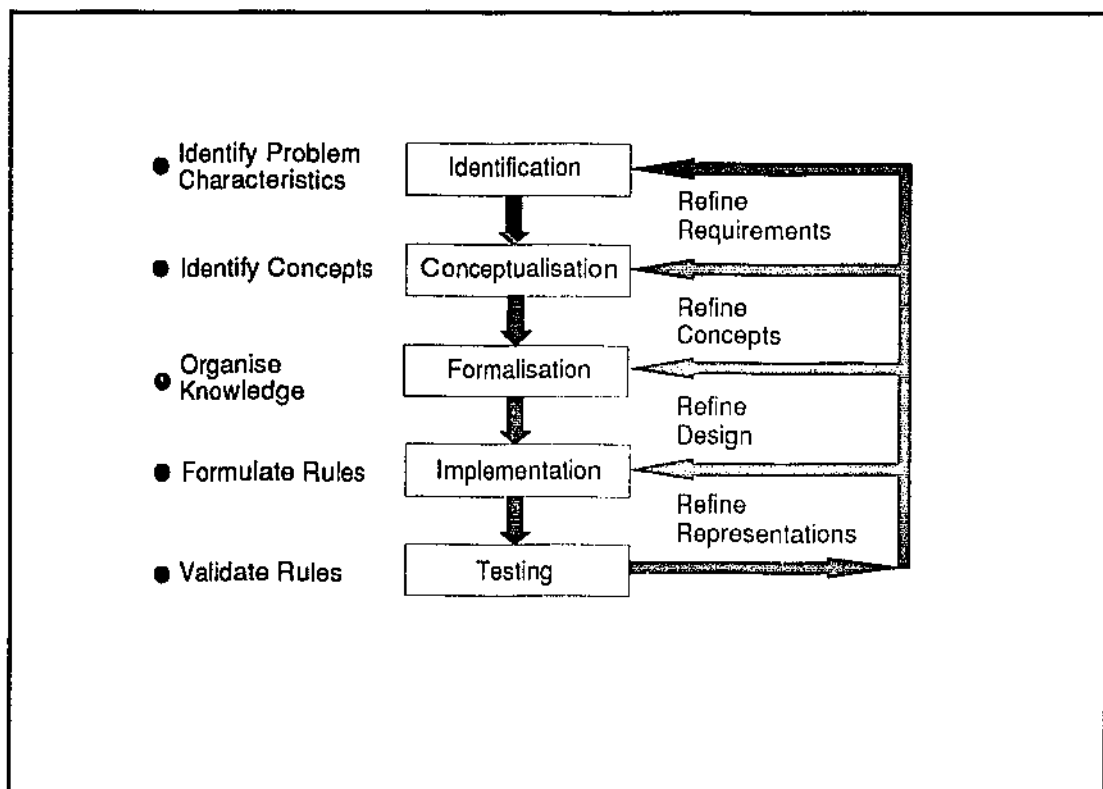 Identify Problem
Characteristics
Identification
Refine
Requirements
Identify Concepts
Conceptualisation
Refine
Concepts
Organise
Knowledge
Formalisation
Refine
Design
Formulate Rules
Implementation
Refine
Representations
Validate Rules
Testing